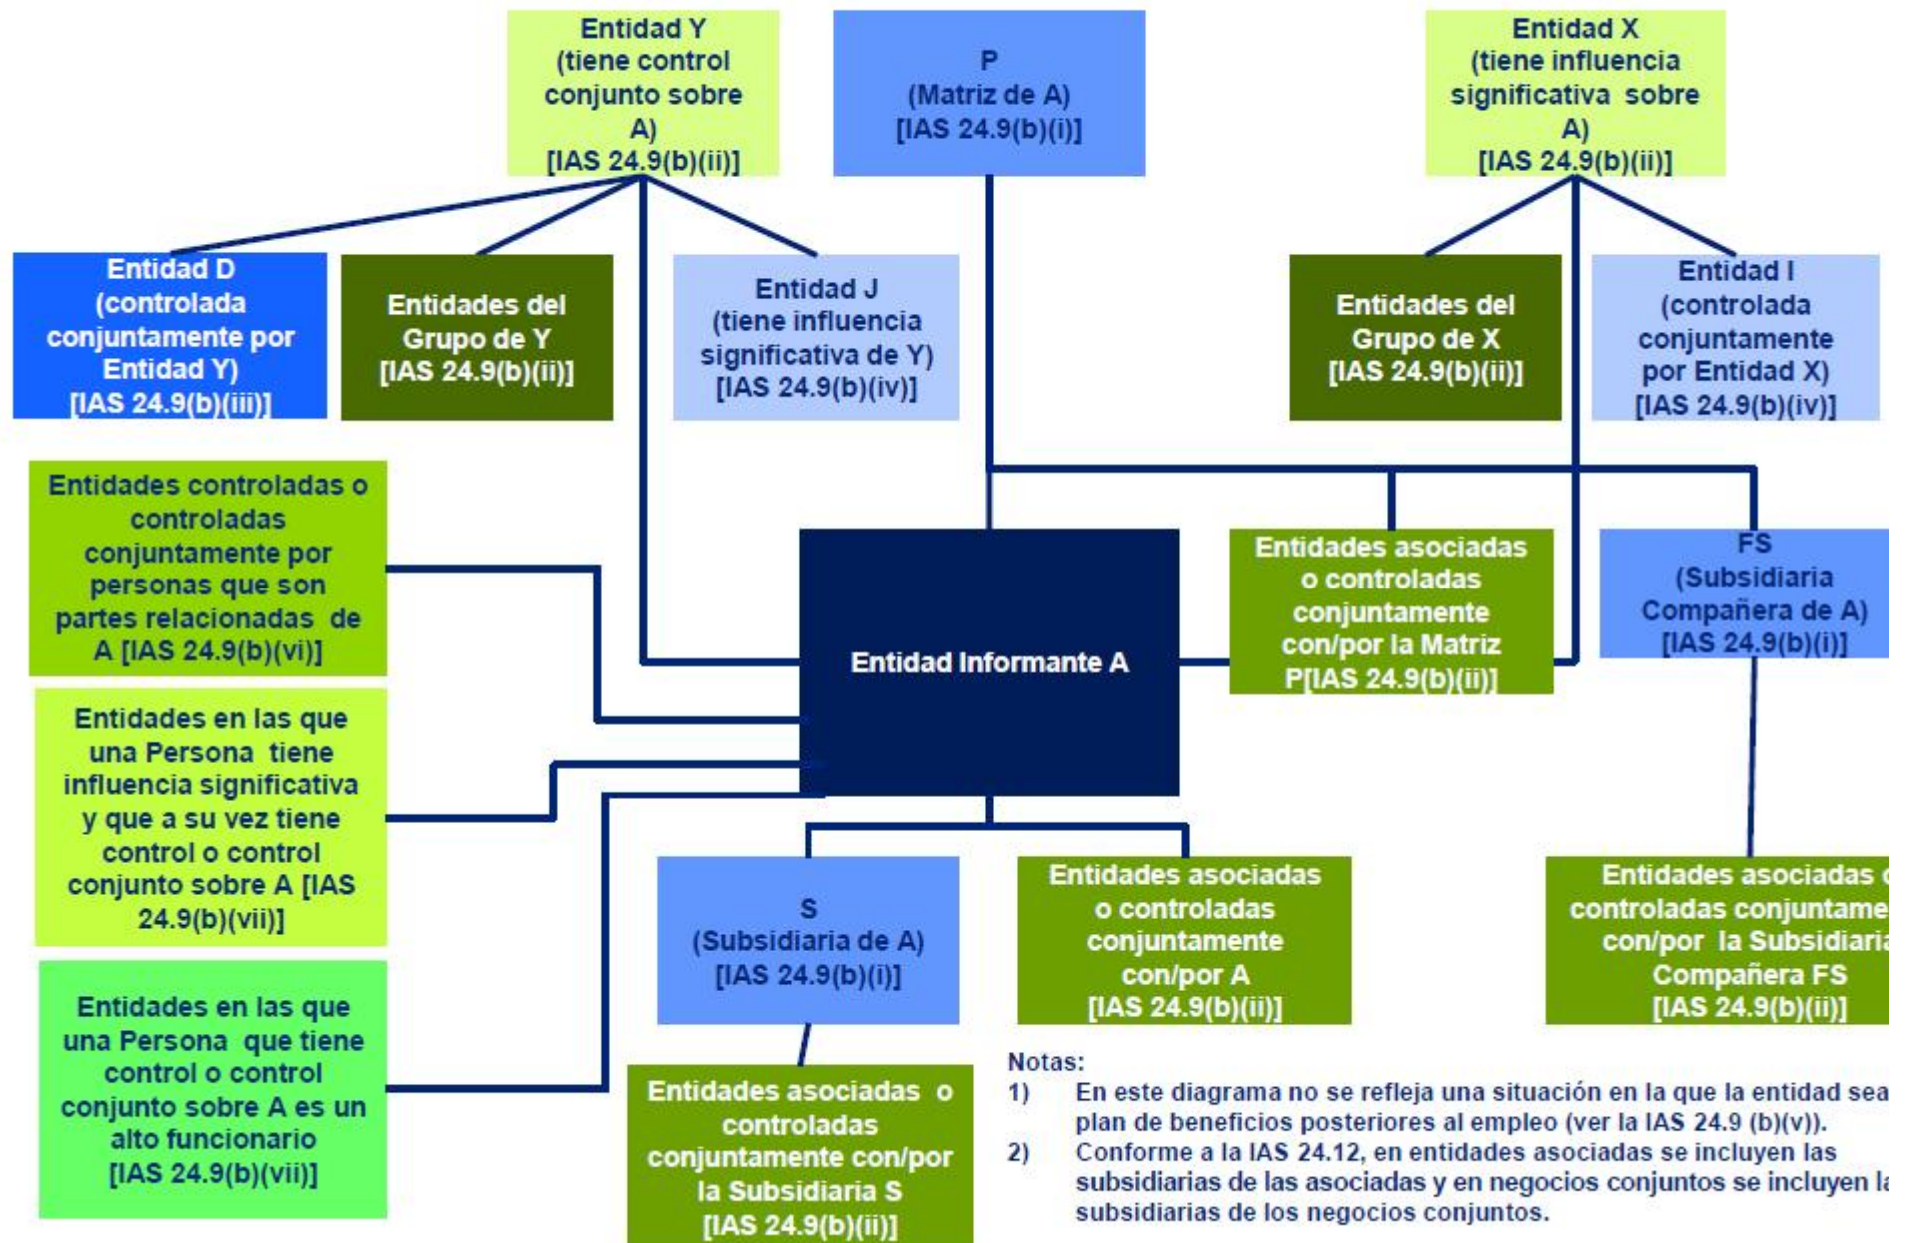 Entidad Y
(tiene control
conjunto sobre
A)
[IAS 24.9(b)(ii)]
P
(Matriz de A)
[IAS 24.9(b)(i)]
Entidad X
(tiene influencia
significativa sobre
A)
[IAS 24.9(b)(ii)]
Entidad D
(controlada
conjuntamente por
Entidad Y)
[IAS 24.9(b)(iii)]
Entidades del
Grupo de Y
[IAS 24.9(b)(ii)]
Entidad J
(tiene influencia
significativa de Y)
[IAS 24.9(b)(iv)]
Entidades del
Grupo de X
[IAS 24.9(b)(ii)]
Entidad I
(controlada
conjuntamente
por Entidad X)
[IAS 24.9(b)(iv)]
Entidades controladas o
controladas
conjuntamente por
personas que son
partes relacionadas de
A [IAS 24.9(b)(vi)]
Entidad Informante A
Entidades asociadas
o controladas
conjuntamente
con/por la Matriz
P[IAS 24.9(b)(ii)]
FS
(Subsidiaria
Compañera de A)
[IAS 24.9(b)(i)]
Entidades en las que
una Persona tiene
influencia significativa
y que a su vez tiene
control o control
conjunto sobre A [IAS
24.9(b)(vii)]
S
(Subsidiaria de A)
[IAS 24.9(b)(i)]
Entidades asociadas
o controladas
conjuntamente
con/por A
[IAS 24.9(b)(ii)]
Entidades asociadas
controladas conjuntame
con/por la Subsidiaria
Compañera FS
[IAS 24.9(b)(ii)]
Entidades en las que
una Persona que tiene
control o control
conjunto sobre A es un
alto funcionario
[IAS 24.9(b)(vii)]
Entidades asociadas o
controladas
conjuntamente con/por
la Subsidiaria S
[IAS 24.9(b)(ii)]
Notas:
1) En este diagrama no se refleja una situación en la que la entidad sea
plan de beneficios posteriores al empleo (ver la IAS 24.9 (b)(v)).
2) Conforme a la IAS 24.12, en entidades asociadas se incluyen las
subsidiarias de las asociadas y en negocios conjuntos se incluyen
subsidiarias de los negocios conjuntos.